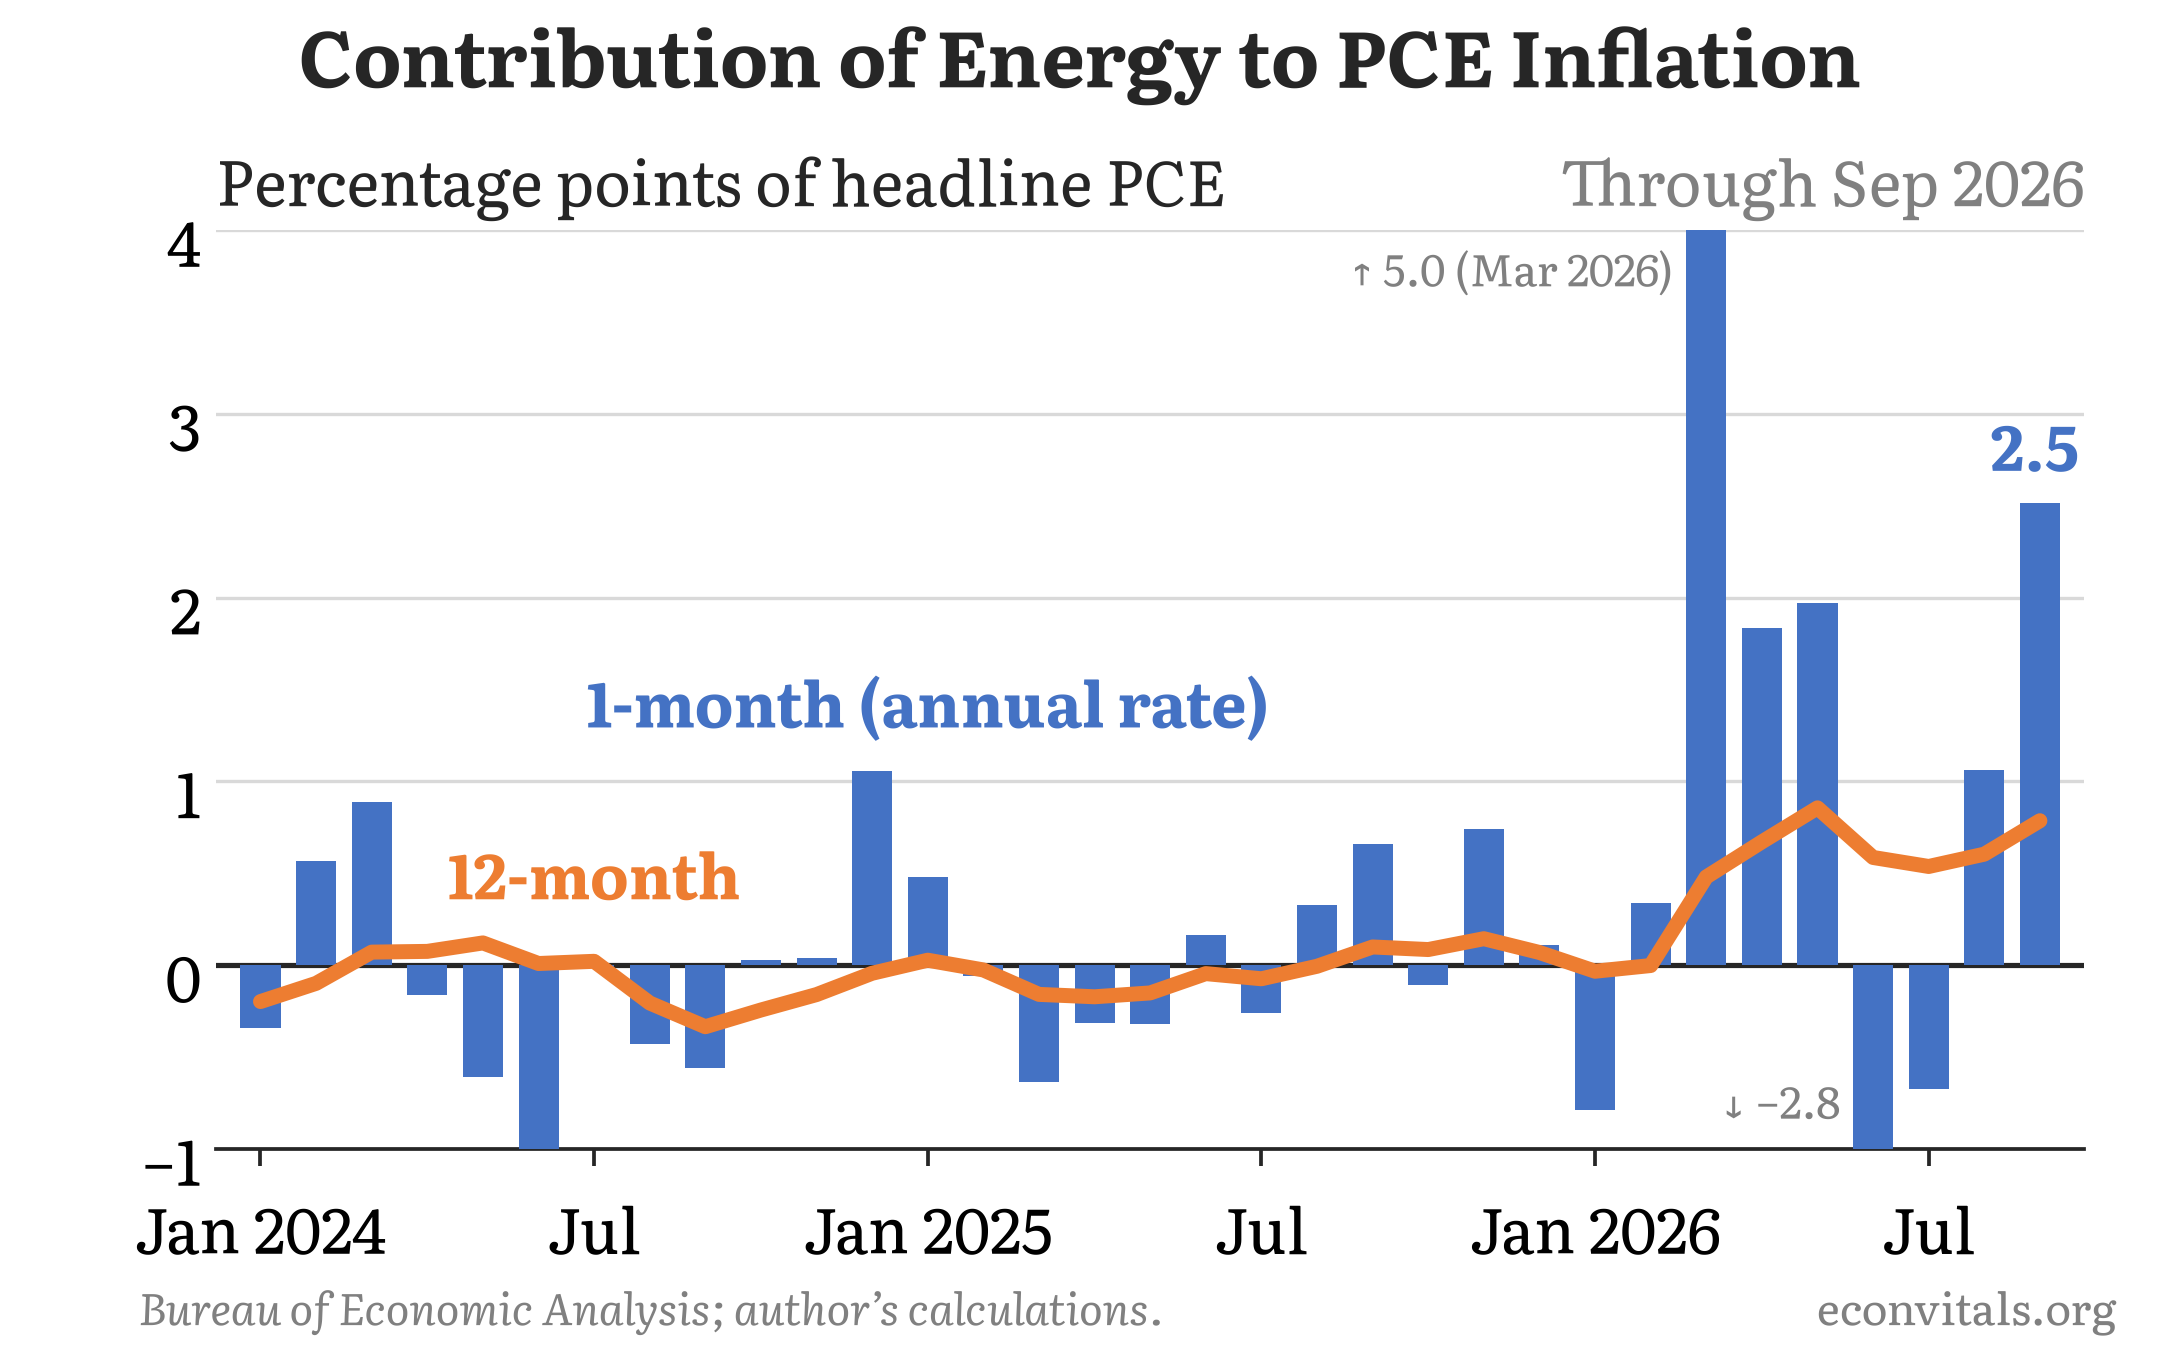 Contribution of Energy to PCE Inflation
Percentage points of headline PCE
Through Sep 2026
4
↑ 5.0 (Mar 2026)
3
2.5
2
1-month (annual rate)
1
12-month
0
↓ −2.8
−1
Jan 2024
Jul
Jan 2025
Jul
Jan 2026
Jul
Bureau of Economic Analysis; author’s calculations.
econvitals.org